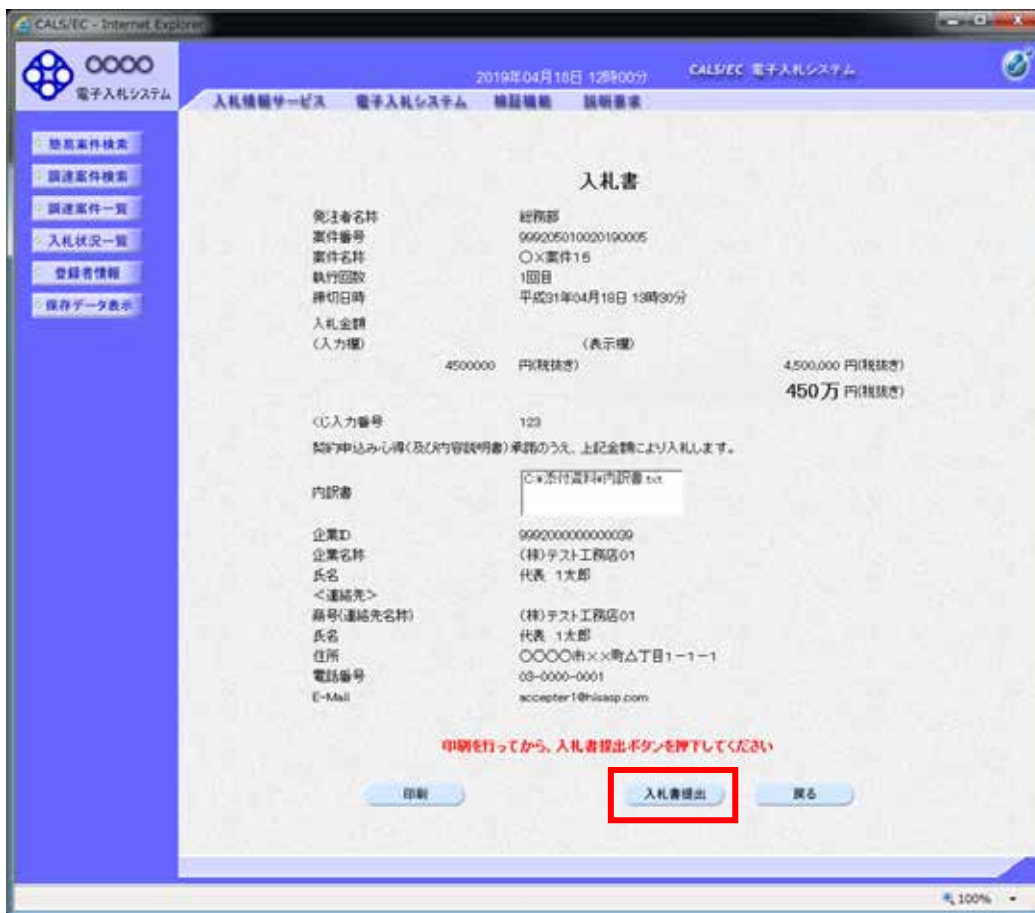 CALS/EC - Internet Explorer
○○○○
電子入札システム
2019年04月18日 12時00分
CALS/EC 電子入札システム
入札情報サービス 電子入札システム 検証機能 説明要求
簡易案件検索
調達案件検索
調達案件一覧
入札状況一覧
登録者情報
保存データ表示
入札書
発注者名称 総務部
案件番号 999205010020190005
案件名称 ○×案件16
執行回数 1回目
締切日時 平成31年04月18日 13時30分
入札金額
(入力欄) (表示欄)
4500000 円(税抜き) 4,500,000 円(税抜き)
450万 円(税抜き)
くじ入力番号 123
契約申込み心得(及び内容説明書)承諾のうえ、上記金額により入札します。
内訳書 C:¥添付資料¥内訳書.txt
企業ID 9992000000000039
企業名称 (株)テスト工務店01
氏名 代表 1太郎
<連絡先>
商号(連絡先名称) (株)テスト工務店01
氏名 代表 1太郎
住所 ○○○○市××町△丁目1-1-1
電話番号 03-0000-0001
E-Mail accepter1@hisasp.com
印刷を行ってから、入札書提出ボタンを押下してください
印刷 入札書提出 戻る
100%